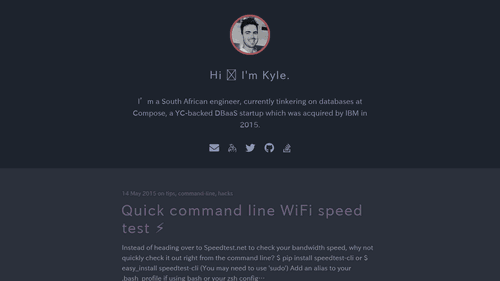 Hi I'm Kyle.
I'm a South African engineer, currently tinkering on databases at
Compose, a YC-backed DBaaS startup which was acquired by IBM in
2015.
14 May 2015 on tips, command-line, hacks
Quick command line WiFi speed
test ⚡
Instead of heading over to Speedtest.net to check your bandwidth speed, why not
quickly check it out right from the command line? $ pip install speedtest-cli or $
easy_install speedtest-cli (You may need to use 'sudo') Add an alias to your
.bash_profile if using bash or your zsh config…